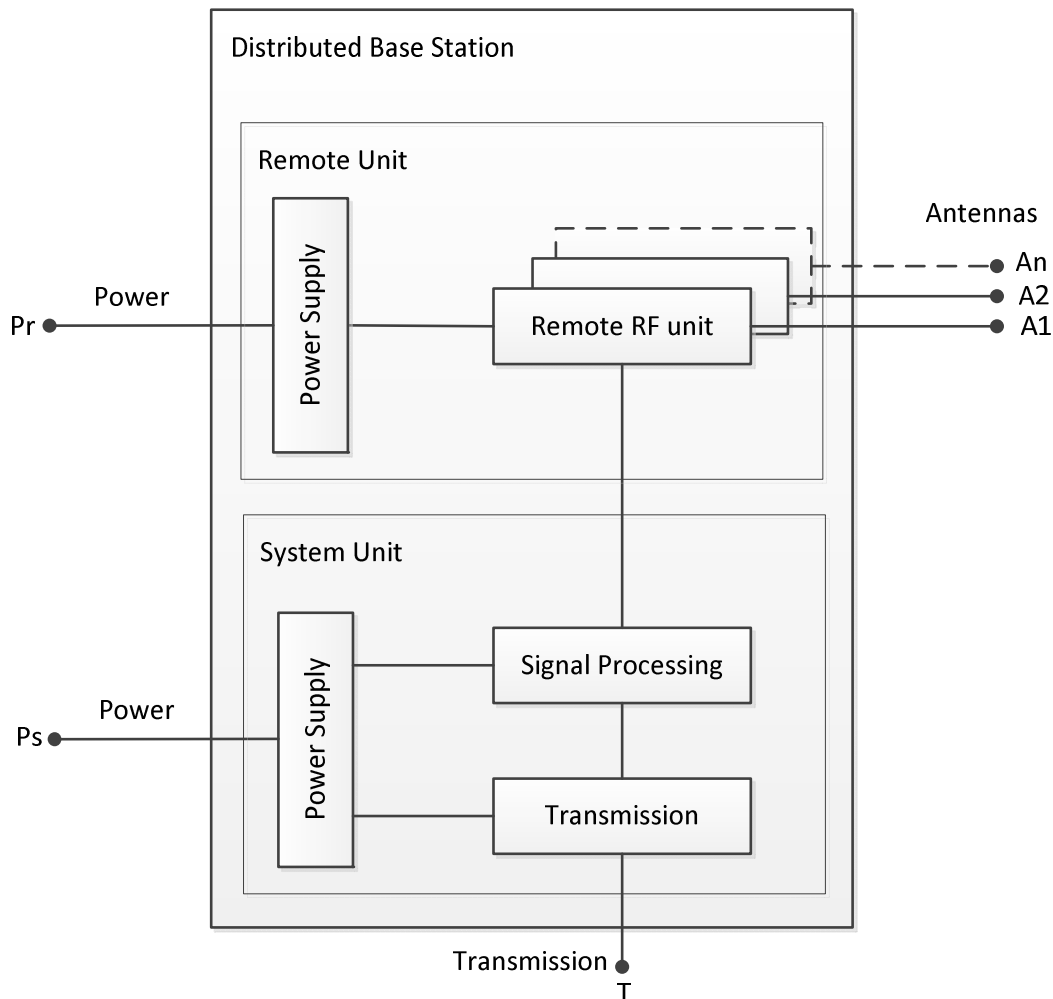 Distributed Base Station
Remote Unit
Antennas
Power Supply
An
Power
A2
Pr
Remote RF unit
A1
System Unit
Power Supply
Signal Processing
Power
Ps
Transmission
Transmission
T